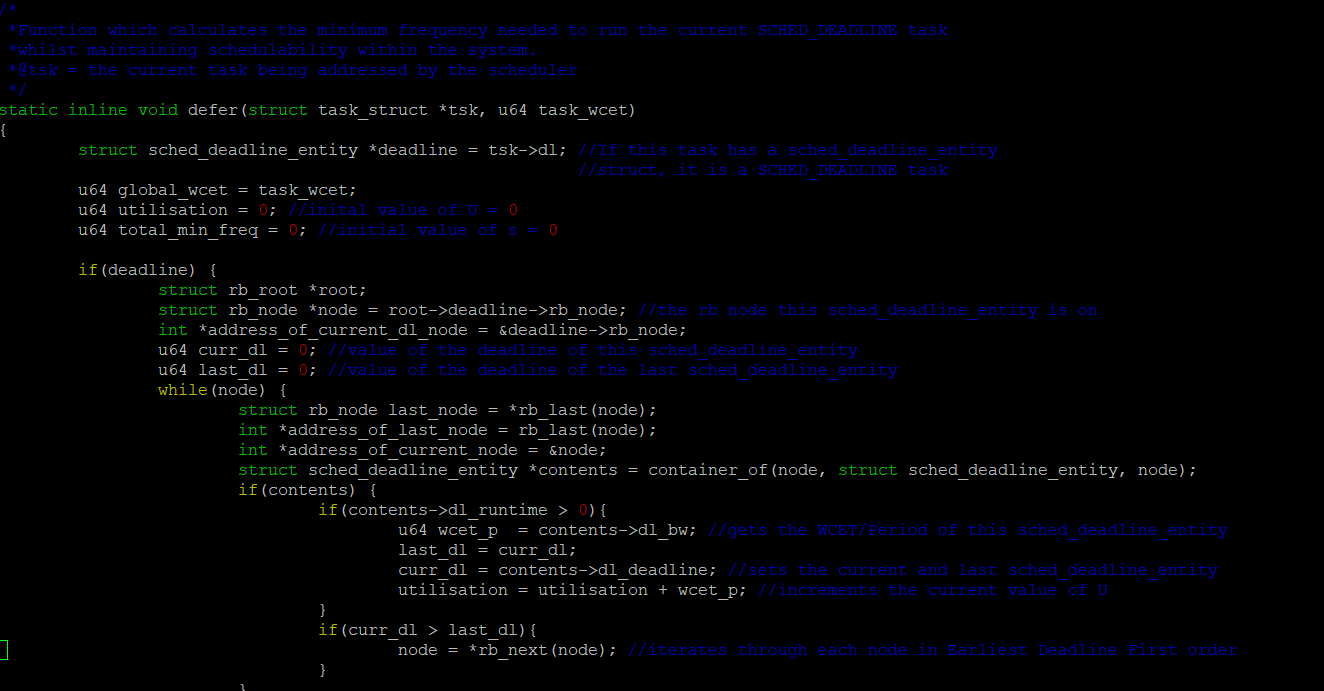 /*
 *Function which calculates the minimum frequency needed to run the current SCHED_DEADLINE task
 *whilst maintaining schedulability within the system.
 *@tsk = the current task being addressed by the scheduler
 */
static inline void defer(struct task_struct *tsk, u64 task_wcet)
{
        struct sched_deadline_entity *deadline = tsk->dl; //If this task has a sched_deadline_entity
                                                          //struct, it is a SCHED_DEADLINE task
        u64 global_wcet = task_wcet;
        u64 utilisation = 0; //inital value of U = 0
        u64 total_min_freq = 0; //initial value of s = 0

        if(deadline) {
                struct rb_root *root;
                struct rb_node *node = root->deadline->rb_node; //the rb node this sched_deadline_entity is on
                int *address_of_current_dl_node = &deadline->rb_node;
                u64 curr_dl = 0; //value of the deadline of this sched_deadline_entity
                u64 last_dl = 0; //value of the deadline of the last sched_deadline_entity
                while(node) {
                        struct rb_node last_node = *rb_last(node);
                        int *address_of_last_node = rb_last(node);
                        int *address_of_current_node = &node;
                        struct sched_deadline_entity *contents = container_of(node, struct sched_deadline_entity, node);
                        if(contents) {
                                if(contents->dl_runtime > 0){
                                        u64 wcet_p  = contents->dl_bw; //gets the WCET/Period of this sched_deadline_entity
                                        last_dl = curr_dl;
                                        curr_dl = contents->dl_deadline; //sets the current and last sched_deadline_entity
                                        utilisation = utilisation + wcet_p; //increments the current value of U
                                }
                                if(curr_dl > last_dl){
                                        node = *rb_next(node); //iterates through each node in Earliest Deadline First order
                                }
                        }